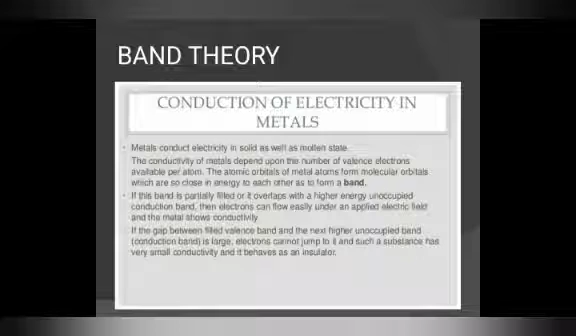 BAND THEORY
CONDUCTION OF ELECTRICITY IN
METALS
• Metals conduct electricity in solid as well as molten state.
The conductivity of metals depend upon the number of valence electrons
available per atom. The atomic orbitals of metal atoms form molecular orbitals
which are so close in energy to each other as to form a band.
• If this band is partially filled or it overlaps with a higher energy unoccupied
conduction band, then electrons can flow easily under an applied electric field
and the metal shows conductivity
If the gap between filled valence band and the next higher unoccupied band
(conduction band) is large, electrons cannot jump to it and such a substance has
very small conductivity and it behaves as an insulator.